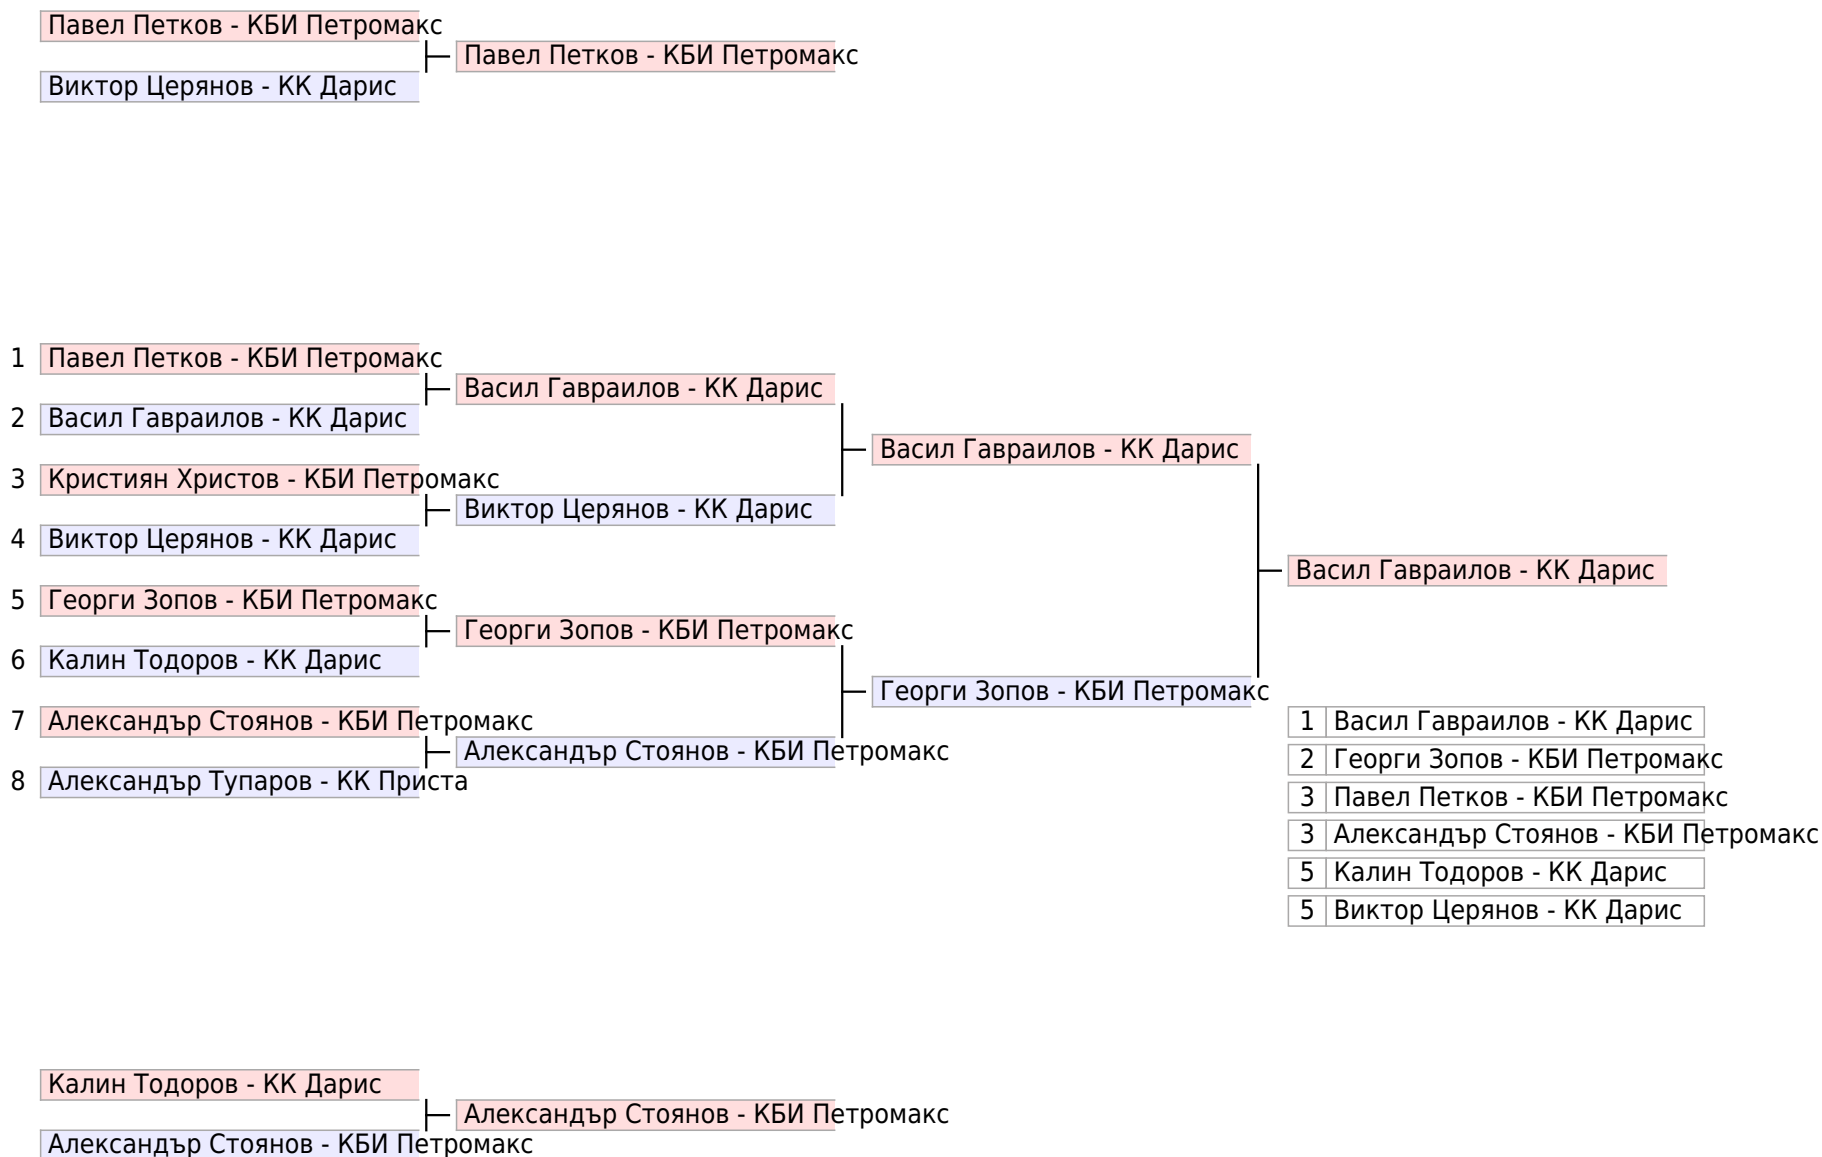 Павел Петков - КБИ Петромакс
Павел Петков - КБИ Петромакс
Виктор Церянов - КК Дарис
1 Павел Петков - КБИ Петромакс
Васил Гавраилов - КК Дарис
2 Васил Гавраилов - КК Дарис
Васил Гавраилов - КК Дарис
3 Кристиян Христов - КБИ Петромакс
Виктор Церянов - КК Дарис
4 Виктор Церянов - КК Дарис
Васил Гавраилов - КК Дарис
5 Георги Зопов - КБИ Петромакс
Георги Зопов - КБИ Петромакс
6 Калин Тодоров - КК Дарис
Георги Зопов - КБИ Петромакс
7 Александър Стоянов - КБИ Петромакс
Александър Стоянов - КБИ Петромакс
8 Александър Тупаров - КК Приста
1 Васил Гавраилов - КК Дарис
2 Георги Зопов - КБИ Петромакс
3 Павел Петков - КБИ Петромакс
3 Александър Стоянов - КБИ Петромакс
5 Калин Тодоров - КК Дарис
5 Виктор Церянов - КК Дарис
Калин Тодоров - КК Дарис
Александър Стоянов - КБИ Петромакс
Александър Стоянов - КБИ Петромакс